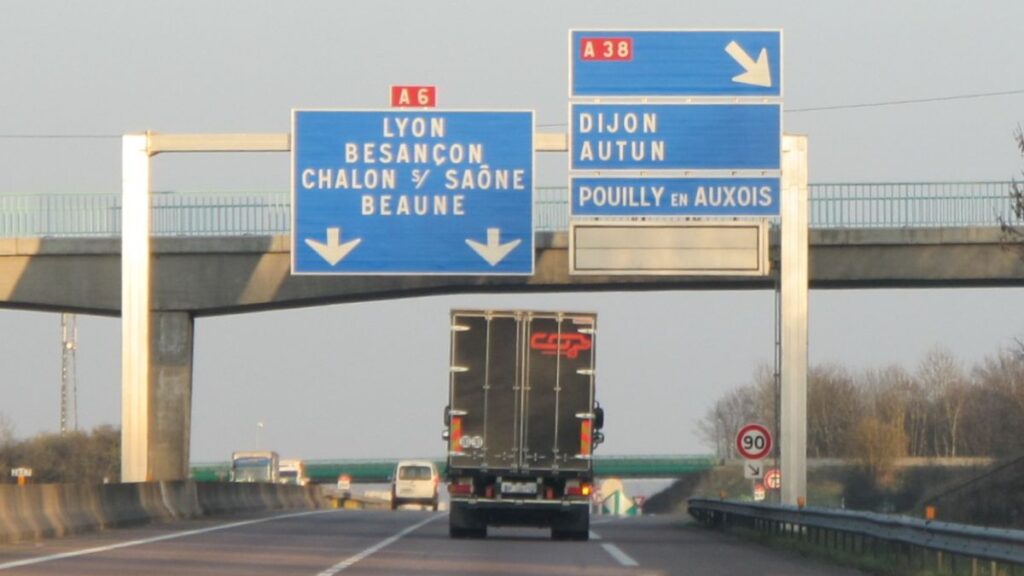 A 6
LYON
BESANÇON
CHALON S/ SAÔNE
BEAUNE
A 38
DIJON
AUTUN
POUILLY EN AUXOIS
90